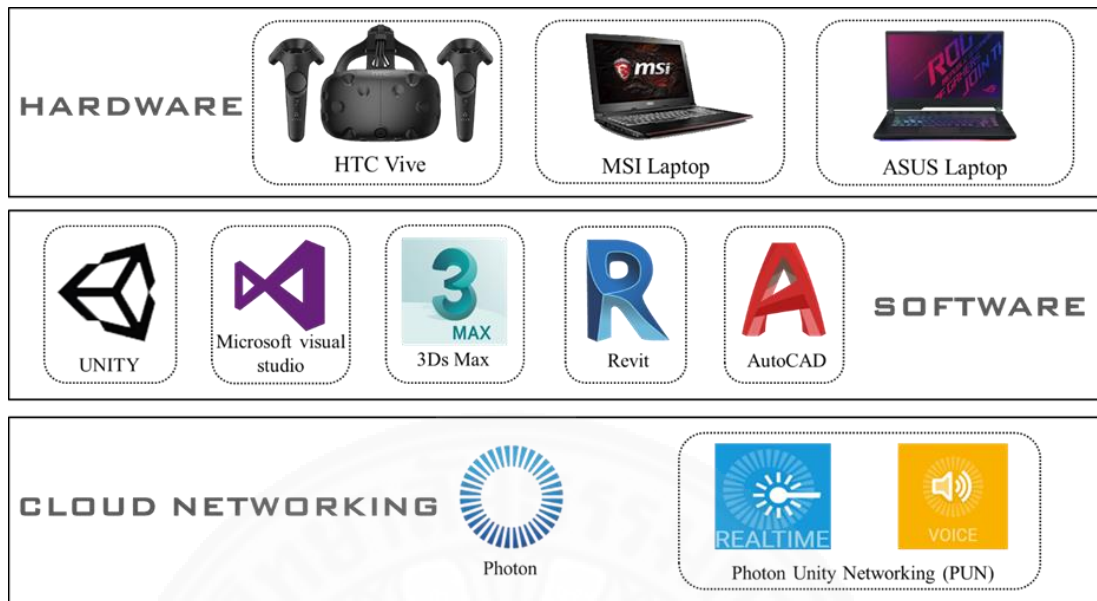 HARDWARE
HTC
HTC Vive
msi
MSI Laptop
ASUS Laptop
UNITY
Microsoft visual
studio
3
MAX
3Ds Max
R
Revit
A
AutoCAD
SOFTWARE
CLOUD NETWORKING
Photon
REALTIME
VOICE
Photon Unity Networking (PUN)